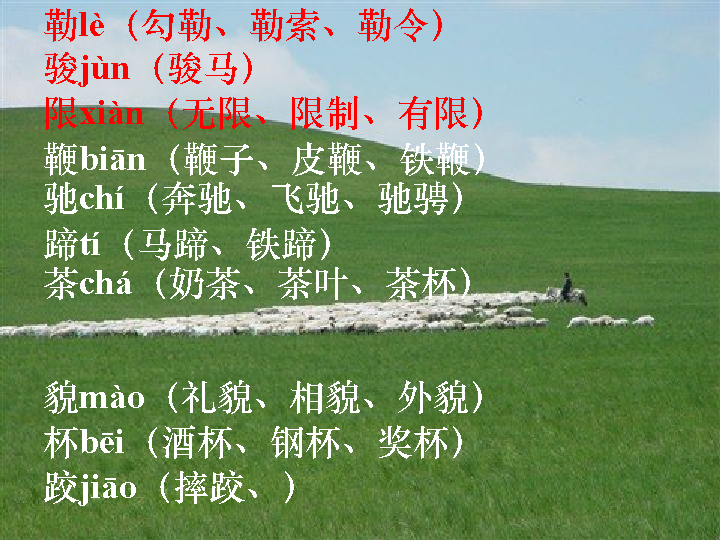 勒lè（勾勒、勒索、勒令）
骏jùn（骏马）
限xiàn（无限、限制、有限）
鞭biān（鞭子、皮鞭、铁鞭）
驰chí（奔驰、飞驰、驰骋）
蹄tí（马蹄、铁蹄）
茶chá（奶茶、茶叶、茶杯）
貌mào（礼貌、相貌、外貌）
杯bēi（酒杯、钢杯、奖杯）
跤jiāo（摔跤、）